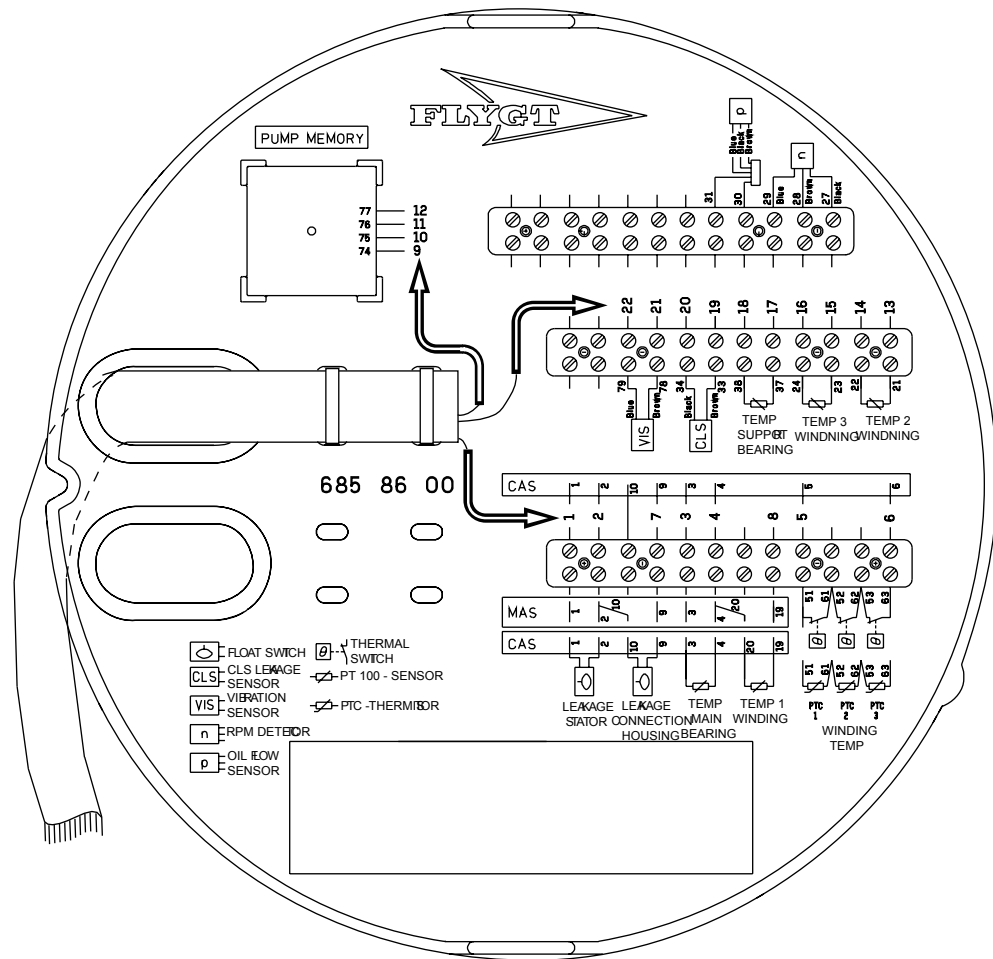 FLYGT
PUMP MEMORY
77 12
76 11
75 10
74 9
p
Blue
Black
Brown
n
31 30 29 28 27
Blue Brown Black
22 21 20 19 18 17 16 15 14 13
79 78 34 33 38 37 24 23 22 21
Blue Brown Black Brown
VIS
CLS
TEMP
SUPPORT
BEARING
TEMP 3
WINDNING
TEMP 2
WINDNING
685 86 00
CAS 1 2 10 9 3 4 5 6
1 2 7 3 4 8 5 6
MAS 1 2 10 9 3 4 20 19
CAS 1 2 10 9 3 4 20 19
51 61 52 62 53 63
θ θ θ
51 61 52 62 53 63
PTC
1
PTC
2
PTC
3
WINDING
TEMP
LEAKAGE
STATOR
LEAKAGE
CONNECTION
HOUSING
TEMP
MAIN
BEARING
TEMP 1
WINDING
FLOAT SWITCH
CLS CLS LEKAGE
SENSOR
VIS VIBRATION
SENSOR
n RPM DETECTOR
p OIL FLOW
SENSOR
θ THERMAL
SWITCH
PT 100 - SENSOR
PTC -THERMISTOR